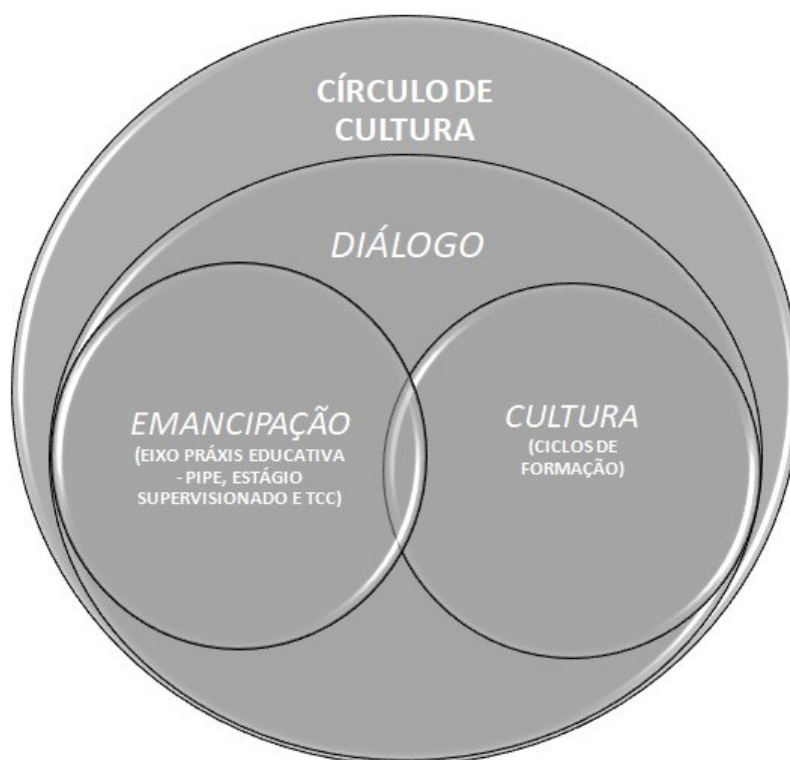 CÍRCULO DE
CULTURA
DIÁLOGO
EMANCIPAÇÃO
(EIXO PRÁXIS EDUCATIVA
- PIPE, ESTÁGIO
SUPERVISIONADO E TCC)
CULTURA
(CICLOS DE
FORMAÇÃO)